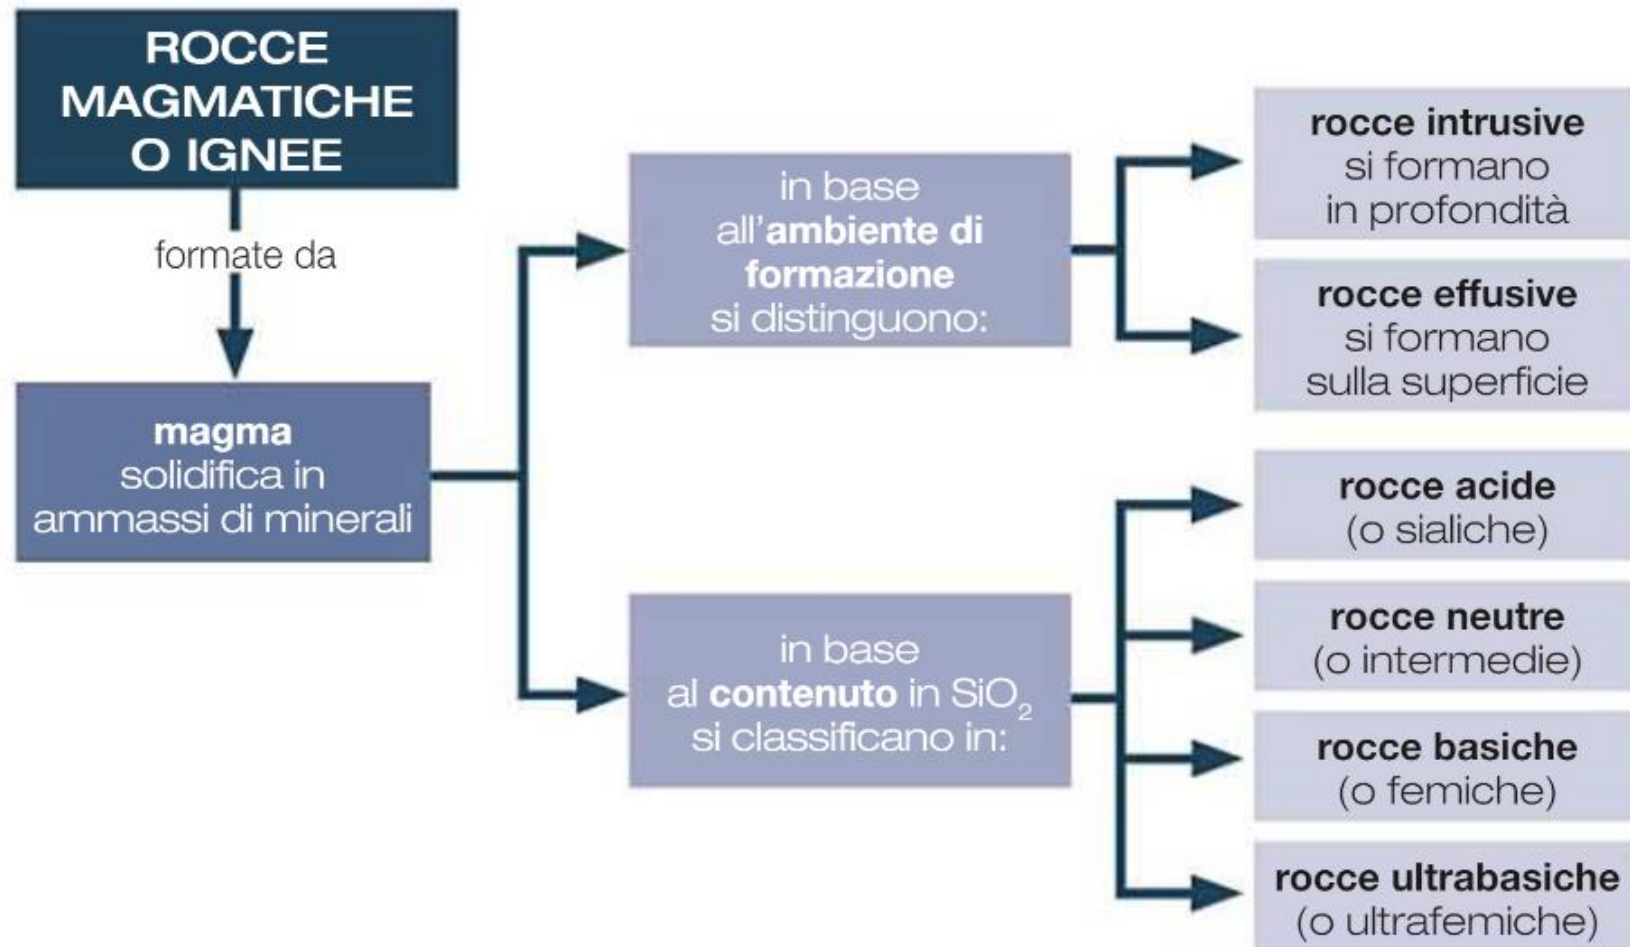 ROCCE
MAGMATICHE
O IGNEE
formate da
magma
solidifica in
ammassi di minerali
in base
all'ambiente di
formazione
si distinguono:
rocce intrusive
si formano
in profondità
rocce effusive
si formano
sulla superficie
in base
al contenuto in SiO₂
si classificano in:
rocce acide
(o sialiche)
rocce neutre
(o intermedie)
rocce basiche
(o femiche)
rocce ultrabasiche
(o ultrafemiche)